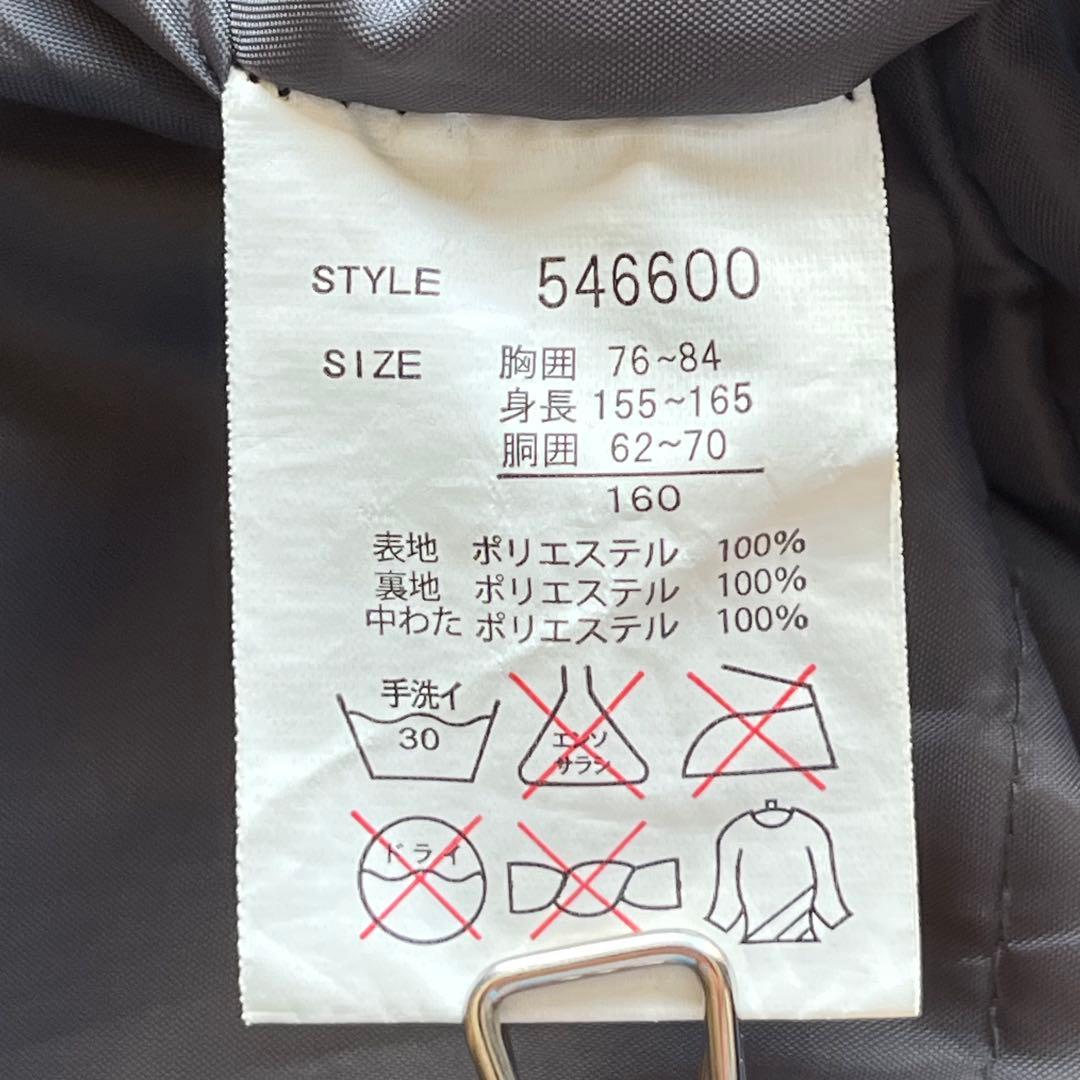 STYLE 546600
SIZE 胸囲 76~84
身長 155~165
胴囲 62~70
160
表地 ポリエステル 100%
裏地 ポリエステル 100%
中わた ポリエステル 100%
手洗イ
30
エンソ
サラシ
ドライ